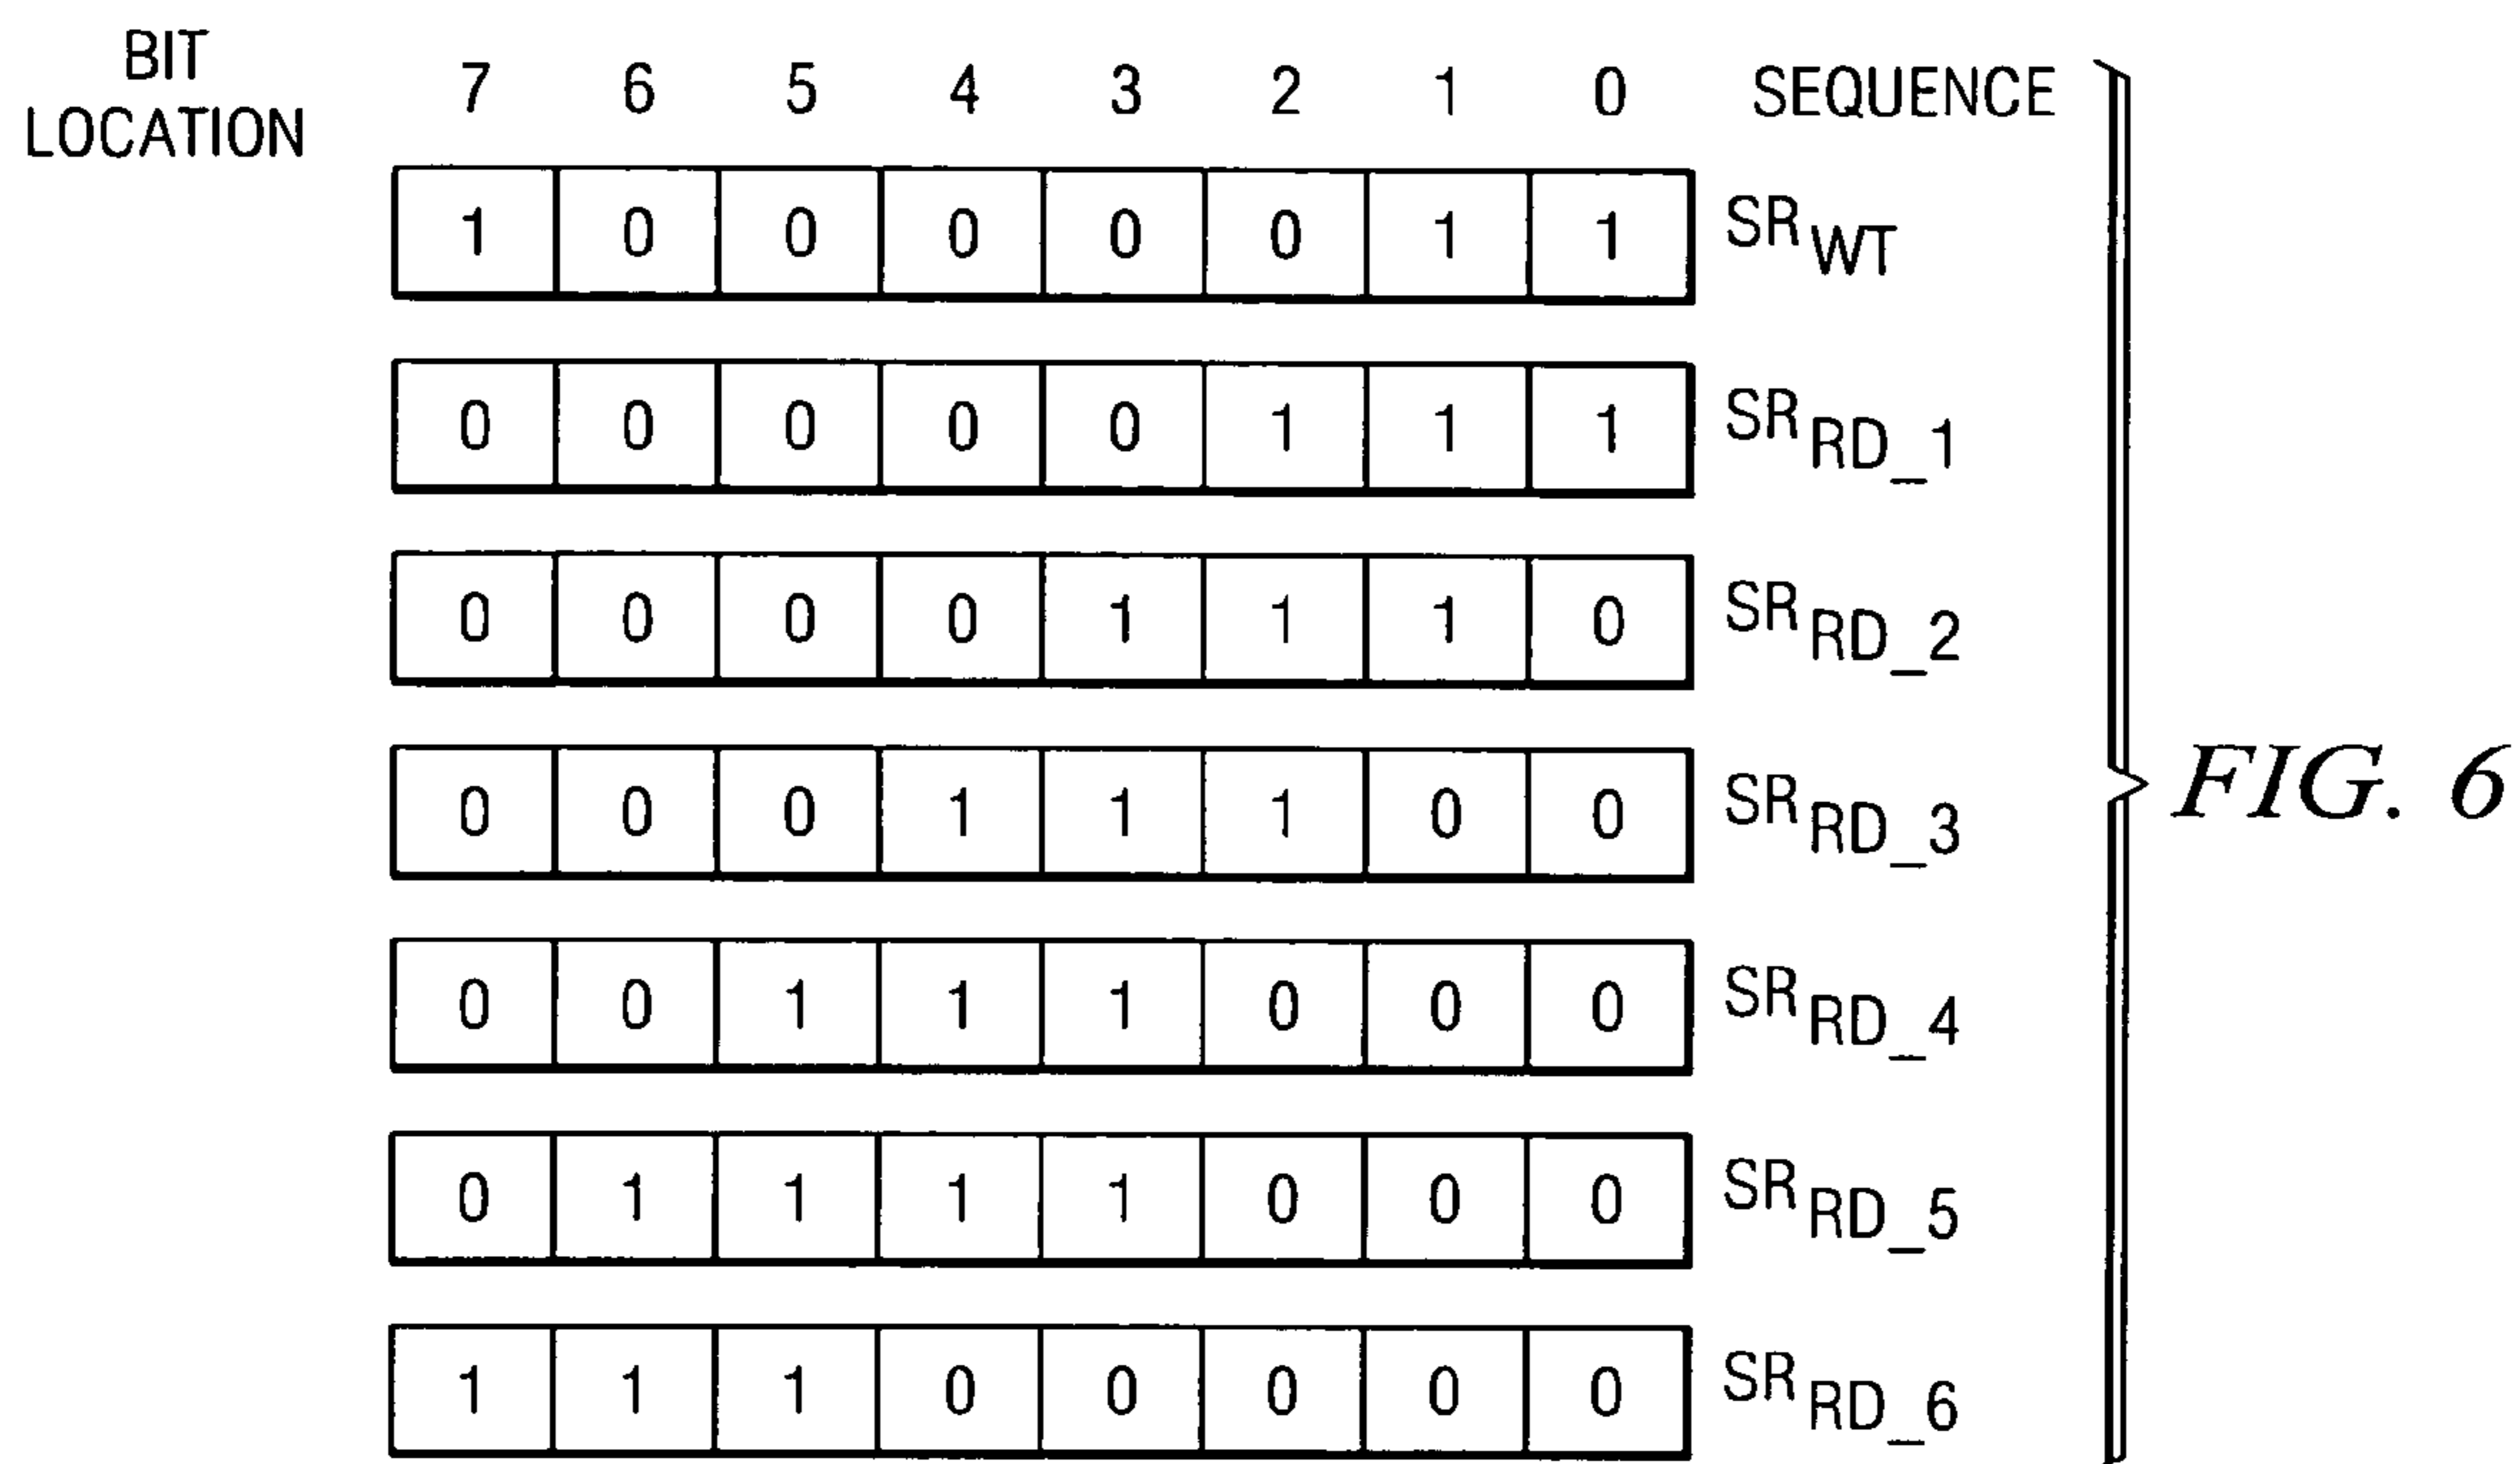 BIT
LOCATION 7 6 5 4 3 2 1 0 SEQUENCE
1 0 0 0 0 0 1 1 SRWT
0 0 0 0 0 1 1 1 SRRD_1
0 0 0 0 1 1 1 0 SRRD_2
0 0 0 1 1 1 0 0 SRRD_3
0 0 1 1 1 0 0 0 SRRD_4
0 1 1 1 1 0 0 0 SRRD_5
1 1 1 0 0 0 0 0 SRRD_6
FIG. 6